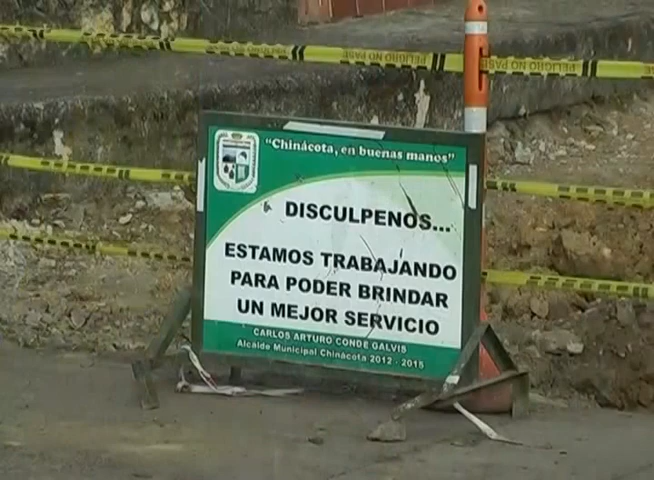 PELIGRO NO PASE
PELIGRO NO PASE
"Chinácota, en buenas manos"
DISCULPENOS...
ESTAMOS TRABAJANDO
PARA PODER BRINDAR
UN MEJOR SERVICIO
CARLOS ARTURO CONDE GALVIS
Alcalde Municipal Chinácota 2012 - 2015